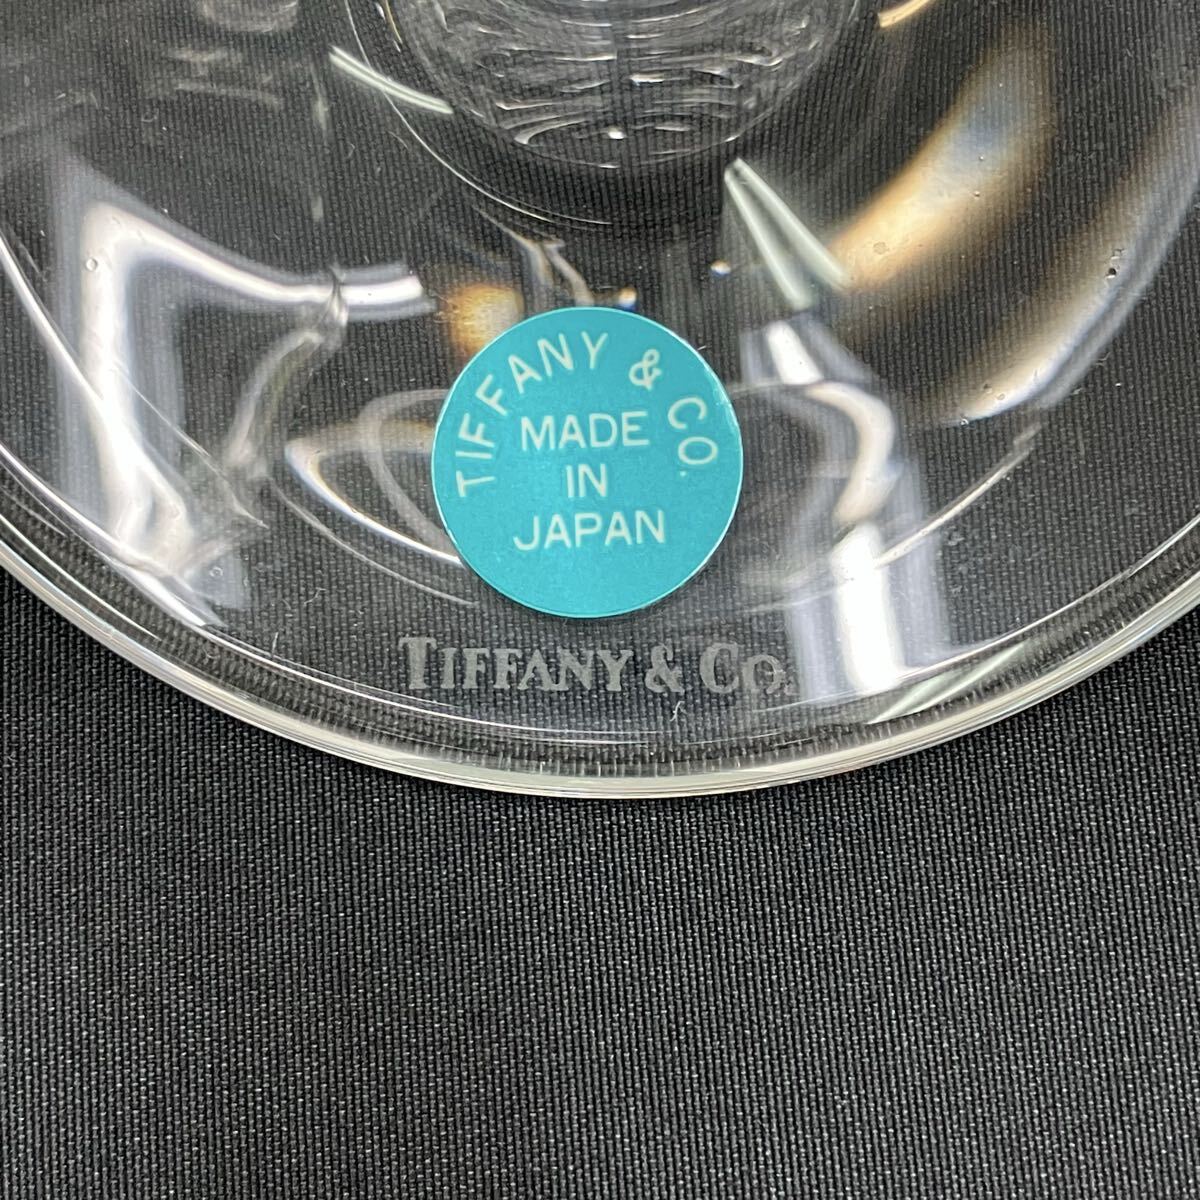 TIFFANY & CO.
MADE
IN
JAPAN
TIFFANY & CO.